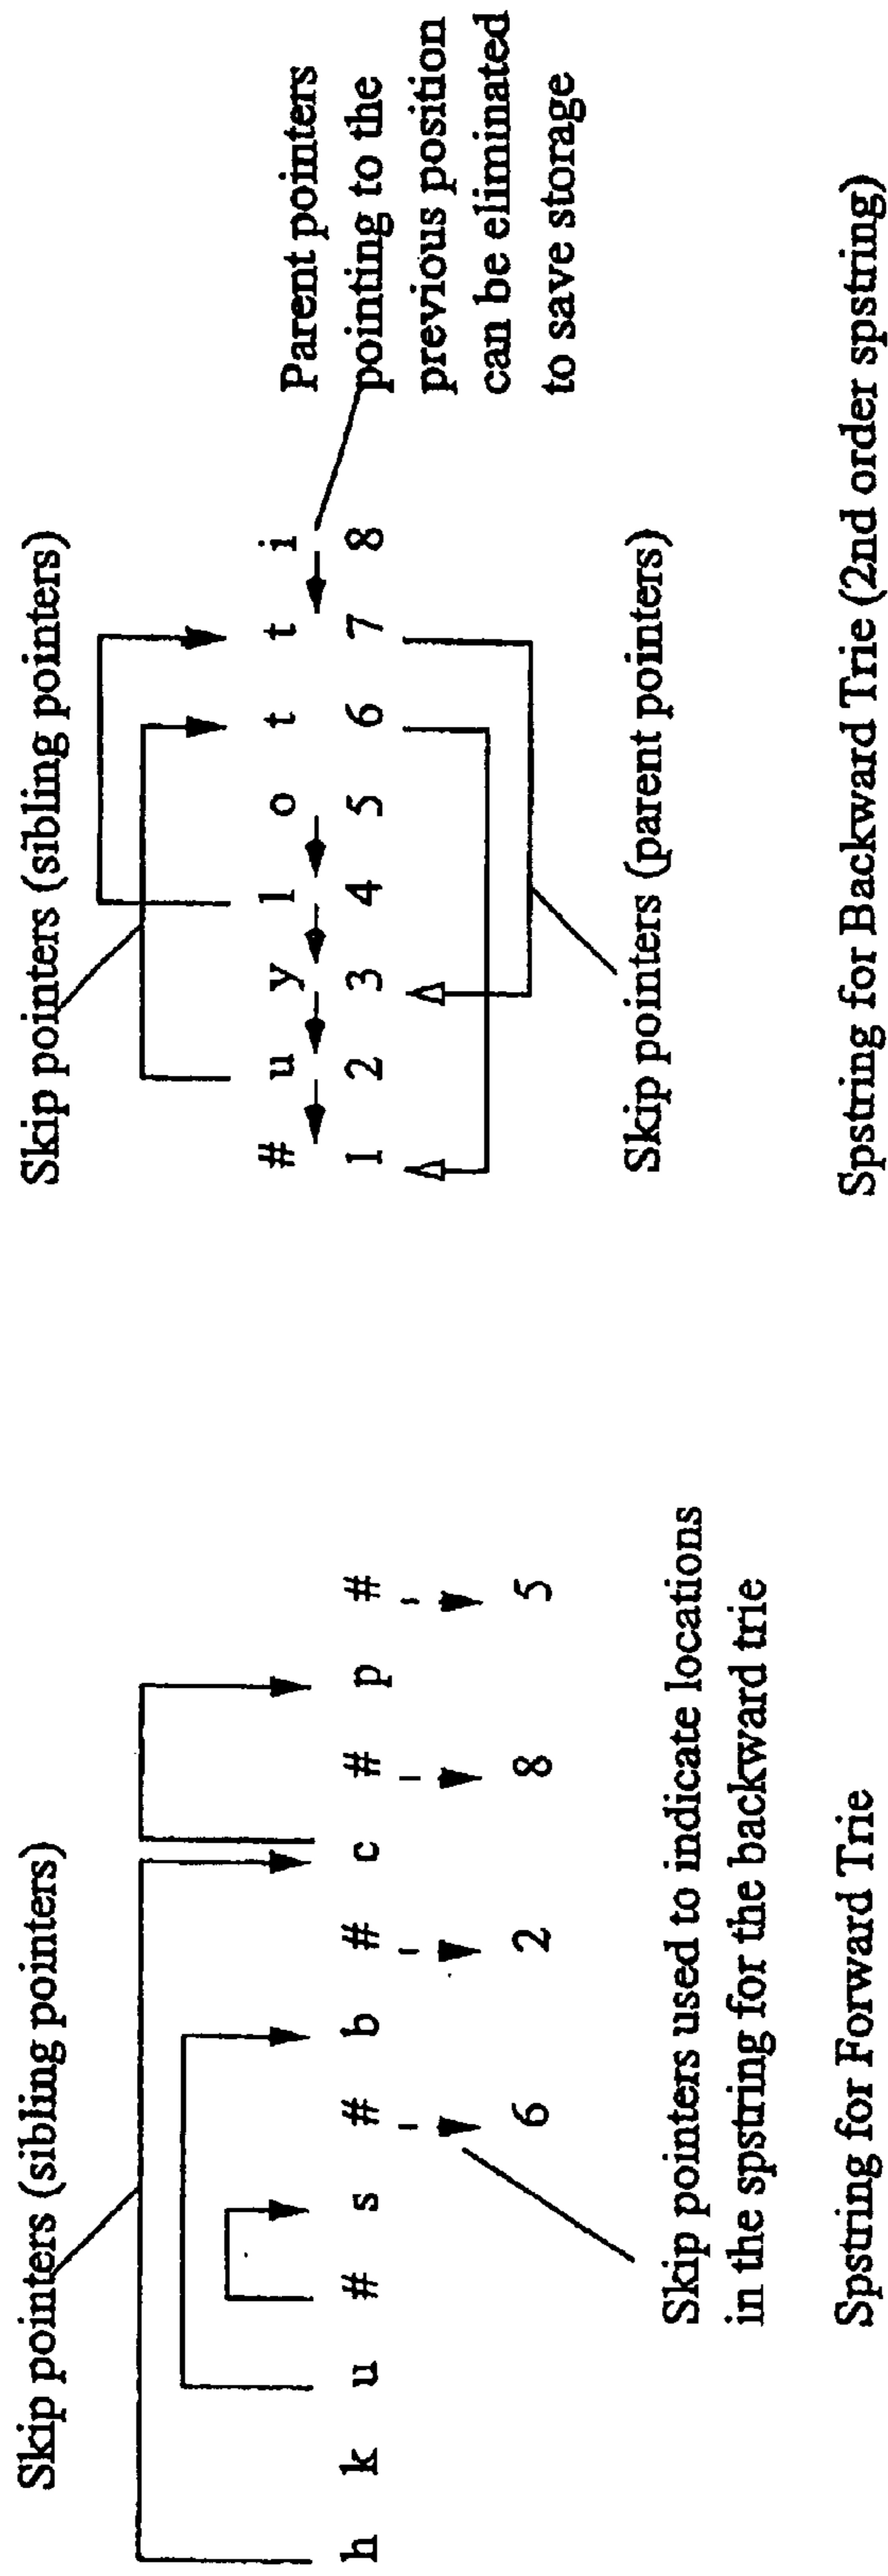 Skip pointers (sibling pointers)
h k u # s # b # c # p #
6 2 8 5
Skip pointers used to indicate locations
in the spstring for the backward trie
Spstring for Forward Trie
Skip pointers (sibling pointers)
# u y l o t t i
1 2 3 4 5 6 7 8
Parent pointers
pointing to the
previous position
can be eliminated
to save storage
Skip pointers (parent pointers)
Spstring for Backward Trie (2nd order spstring)